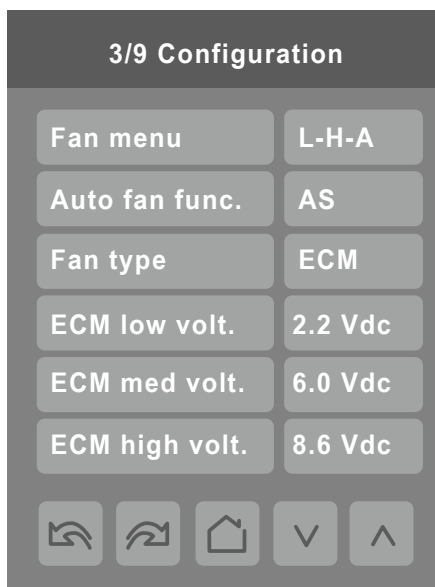 3/9 Configuration
Fan menu L-H-A
Auto fan func. AS
Fan type ECM
ECM low volt. 2.2 Vdc
ECM med volt. 6.0 Vdc
ECM high volt. 8.6 Vdc